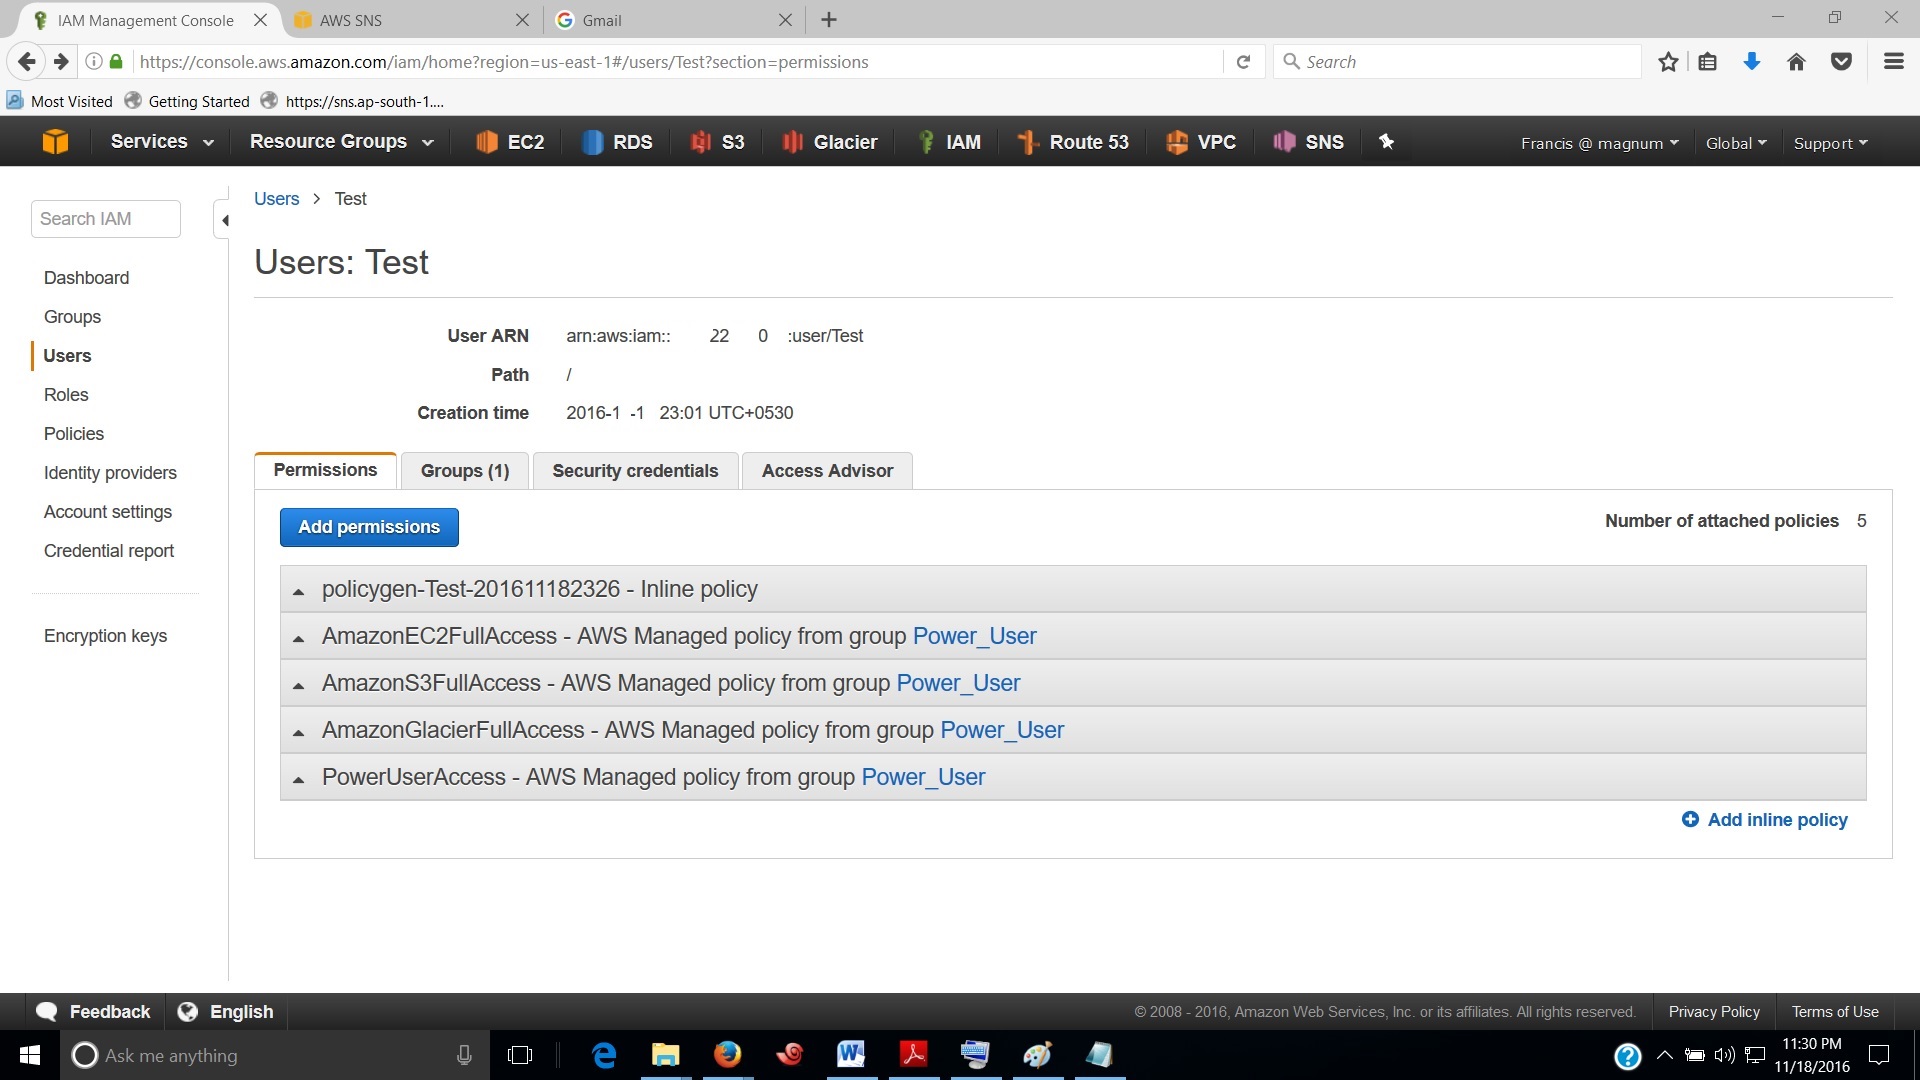 IAM Management Console
AWS SNS
Gmail
https://console.aws.amazon.com/iam/home?region=us-east-1#/users/Test?section=permissions
Search
Most Visited
Getting Started
https://sns.ap-south-1....
Services
Resource Groups
EC2
RDS
S3
Glacier
IAM
Route 53
VPC
SNS
Francis @ magnum
Global
Support
Search IAM
Dashboard
Groups
Users
Roles
Policies
Identity providers
Account settings
Credential report
Encryption keys
Users > Test
Users: Test
User ARN arn:aws:iam:: 22 0 :user/Test
Path /
Creation time 2016-1 -1 23:01 UTC+0530
Permissions
Groups (1)
Security credentials
Access Advisor
Add permissions
Number of attached policies 5
policygen-Test-201611182326 - Inline policy
AmazonEC2FullAccess - AWS Managed policy from group Power_User
AmazonS3FullAccess - AWS Managed policy from group Power_User
AmazonGlacierFullAccess - AWS Managed policy from group Power_User
PowerUserAccess - AWS Managed policy from group Power_User
Add inline policy
Feedback
English
© 2008 - 2016, Amazon Web Services, Inc. or its affiliates. All rights reserved.
Privacy Policy
Terms of Use
Ask me anything
11:30 PM
11/18/2016